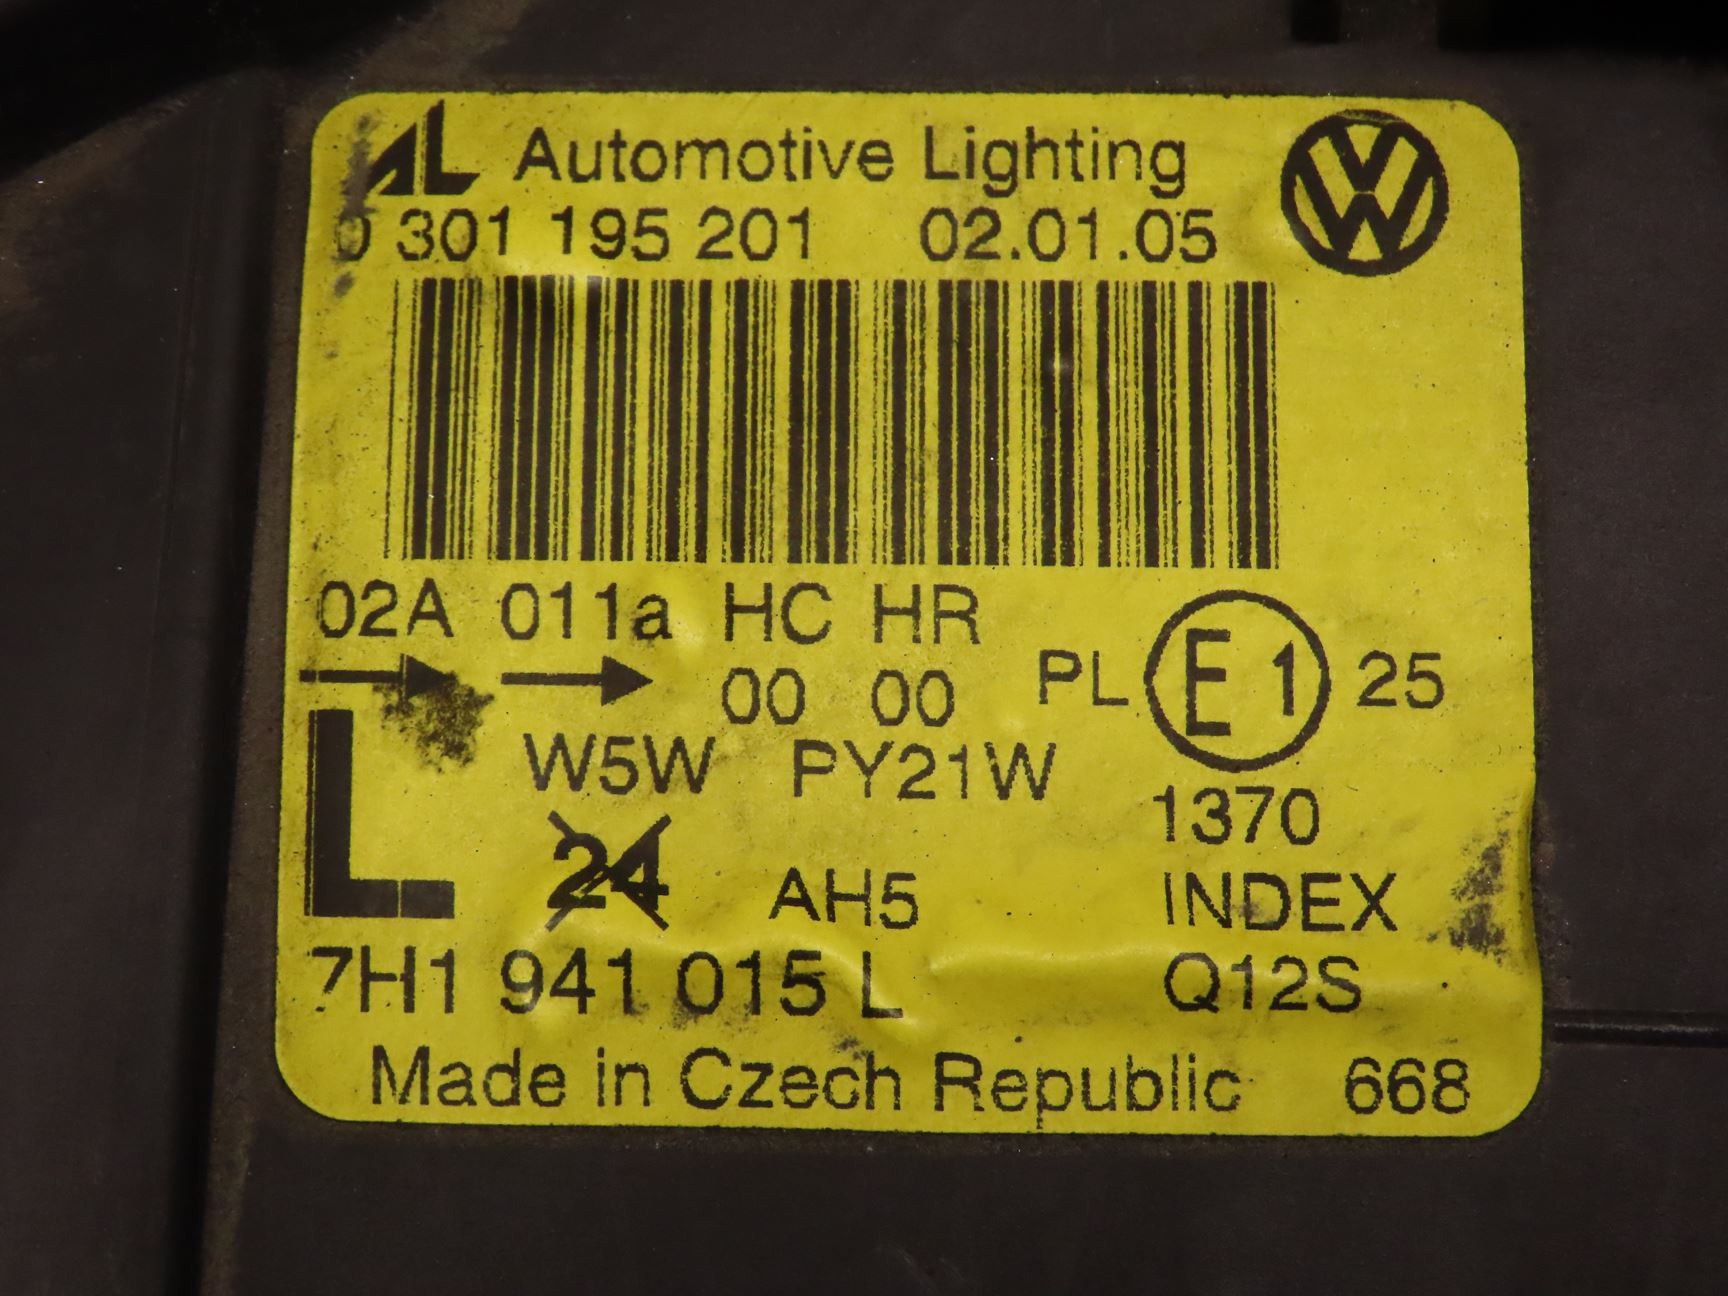 AL Automotive Lighting
0 301 195 201 02.01.05
02A 011a HC HR
00 00
PL E1 25
L
W5W PY21W
1370
24 AH5
INDEX
7H1 941 015 L
Q12S
Made in Czech Republic 668